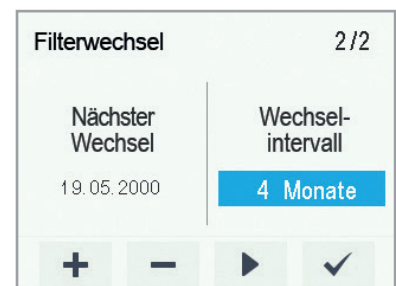 Filterwechsel 2/2
Nächster
Wechsel
19.05.2000
Wechsel-
intervall
4 Monate